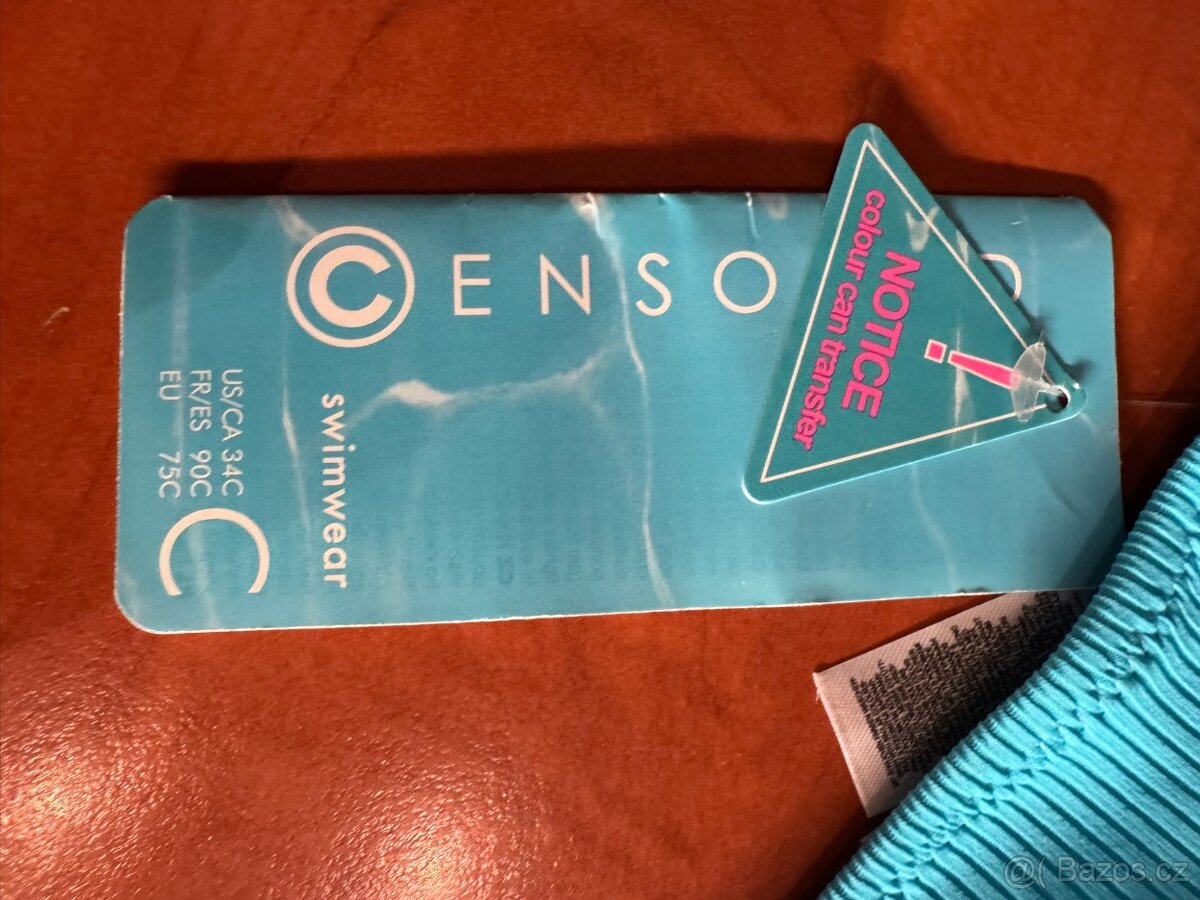 © ENSO D
swimwear
US/CA 34C
FR/ES 90C
EU 75C
C
NOTICE
colour can transfer
!
@( Bazos.cz